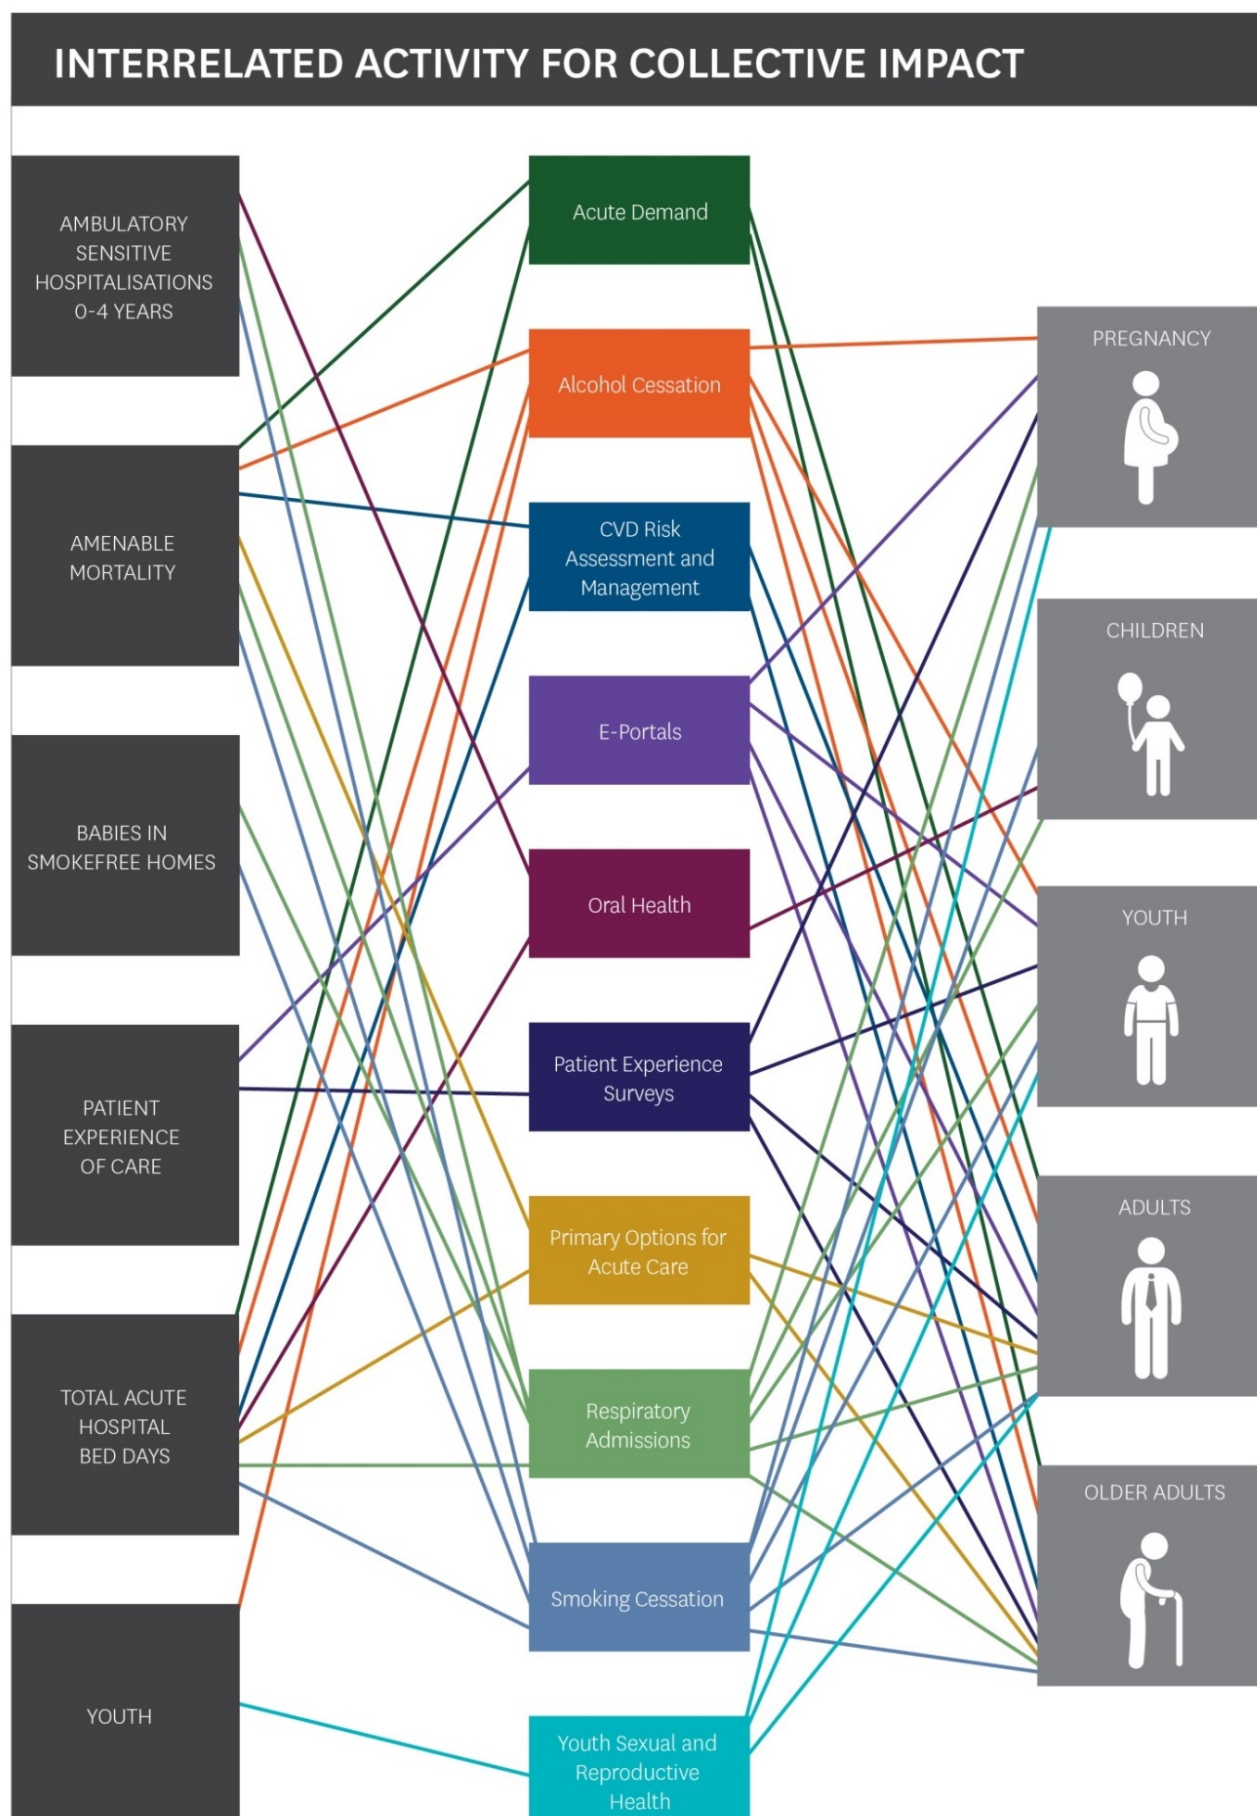 INTERRELATED ACTIVITY FOR COLLECTIVE IMPACT
AMBULATORY
SENSITIVE
HOSPITALISATIONS
0-4 YEARS
AMENABLE
MORTALITY
BABIES IN
SMOKEFREE HOMES
PATIENT
EXPERIENCE
OF CARE
TOTAL ACUTE
HOSPITAL
BED DAYS
YOUTH
Acute Demand
Alcohol Cessation
CVD Risk
Assessment and
Management
E-Portals
Oral Health
Patient Experience
Surveys
Primary Options for
Acute Care
Respiratory
Admissions
Smoking Cessation
Youth Sexual and
Reproductive
Health
PREGNANCY
CHILDREN
YOUTH
ADULTS
OLDER ADULTS